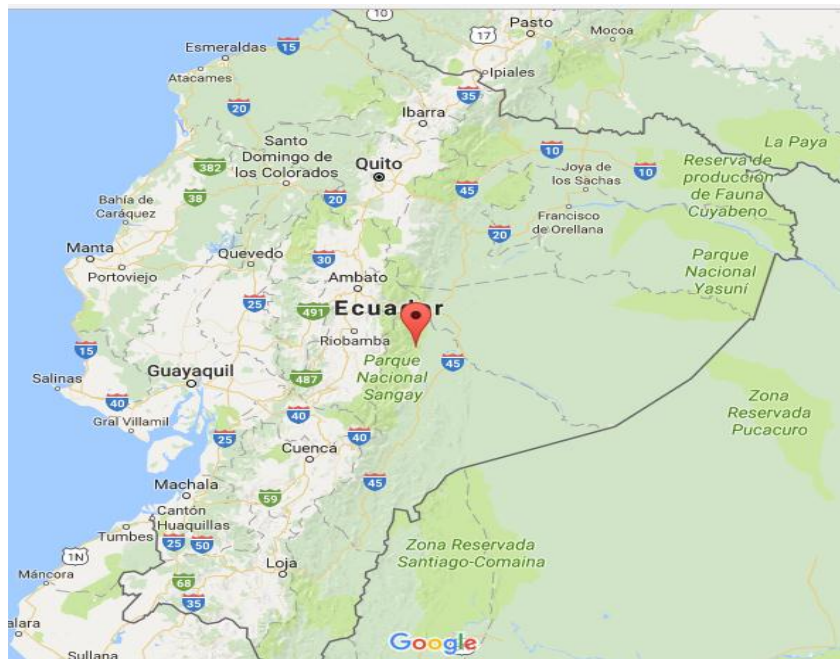 10
Pasto
17
Mocoa
Esmeraldas
15
Ipiales
Atacames
35
20
Ibarra
La Paya
Santo
Domingo de
los Colorados
382
Quito
10
Joya de
los Sachas
10
Reserva de
producción
de Fauna
Cuyabeno
38
20
45
Bahía de
Caráquez
Francisco
de Orellana
20
Manta
Portoviejo
Quevedo
30
Parque
Nacional
Yasuní
Ambato
25
491
Ecuador
Riobamba
15
Parque
Nacional
Sangay
45
Guayaquil
487
Salinas
40
Zona
Reservada
Pucacuro
Gral Villamil
40
25
40
Cuenca
45
Machala
59
Cantón
Huaquillas
Tumbes
25
50
1N
Zona Reservada
Santiago-Comaina
Loja
68
Máncora
35
alara
Sullana
Google